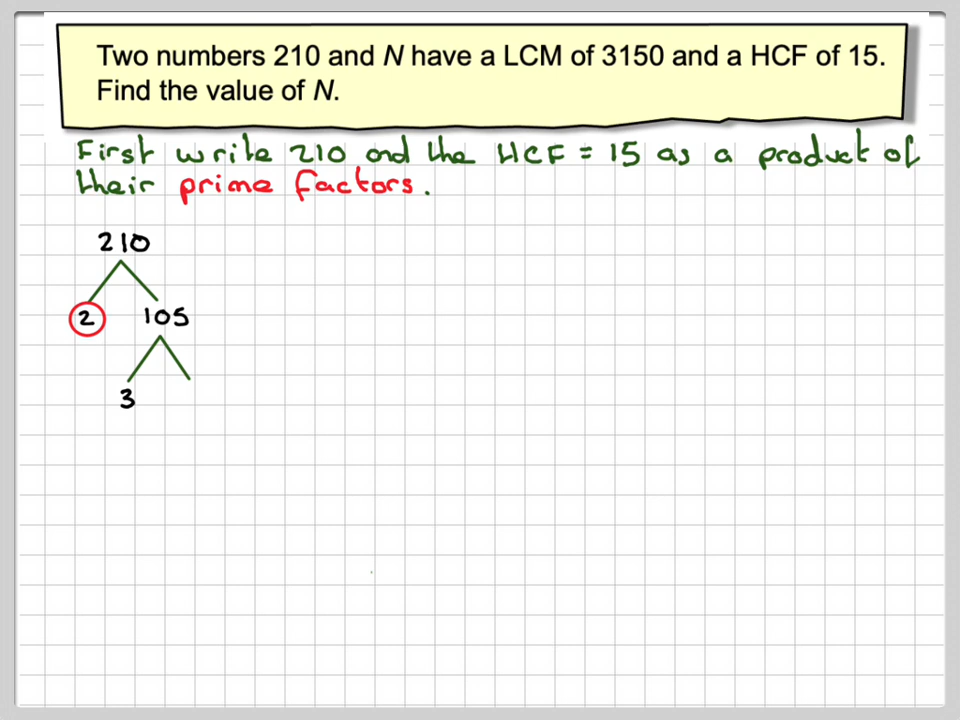 Two numbers 210 and N have a LCM of 3150 and a HCF of 15.
Find the value of N.
First write 210 and the HCF = 15 as a product of
their prime factors.
210
2 105
3